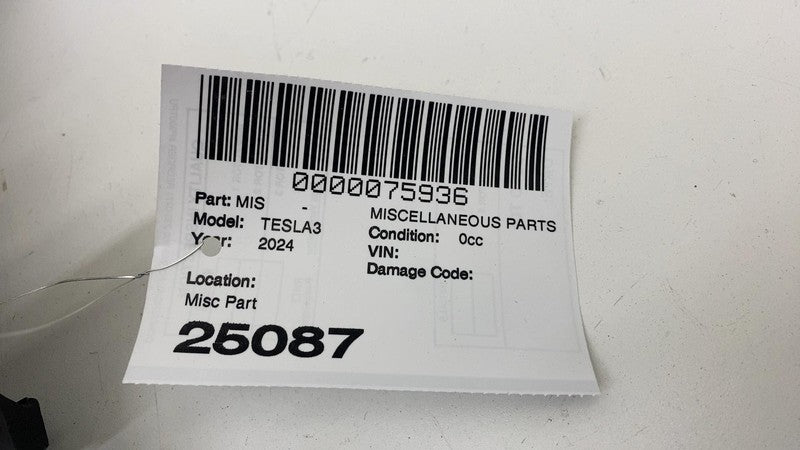 0000075936
Part: MIS - MISCELLANEOUS PARTS
Model: TESLA3 Condition: 0cc
Year: 2024 VIN:
Damage Code:
Location:
Misc Part
25087